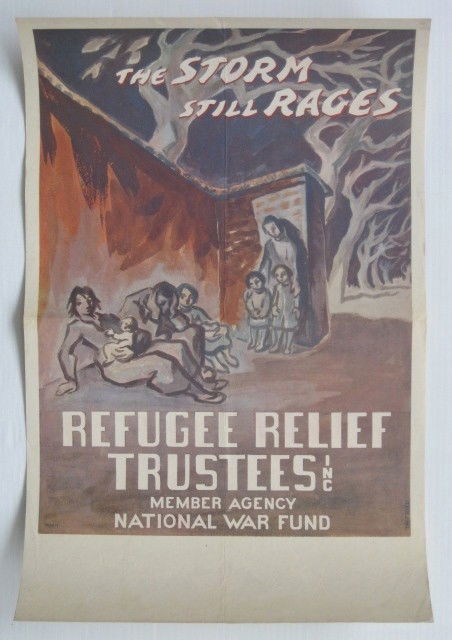 THE STORM
STILL RAGES
REFUGEE RELIEF
TRUSTEES INC
MEMBER AGENCY
NATIONAL WAR FUND